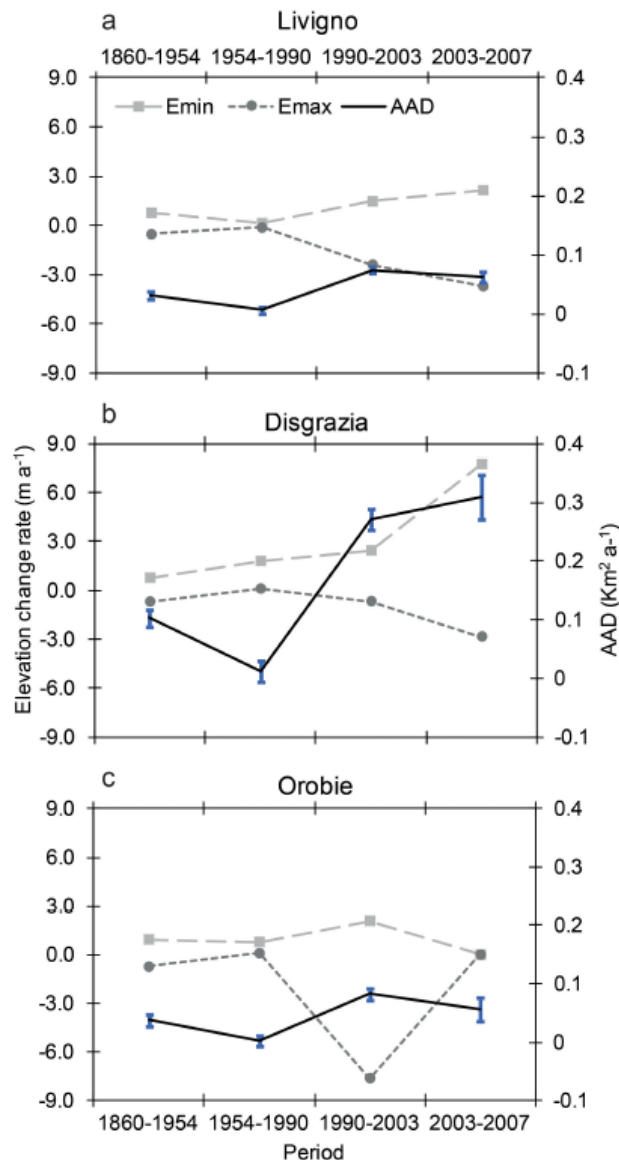 a
Livigno
1860-1954 1954-1990 1990-2003 2003-2007
9.0 0.4
Emin Emax AAD
6.0
0.3
3.0
0.2
0.0
0.1
-3.0
0
-6.0
-9.0 -0.1
b
Disgrazia
9.0 0.4
6.0
0.3
3.0
0.2
0.0
0.1
-3.0
0
-6.0
-9.0 -0.1
Elevation change rate (m a-1)
AAD (Km2 a-1)
c
Orobie
9.0 0.4
6.0
0.3
3.0
0.2
0.0
0.1
-3.0
0
-6.0
-9.0 -0.1
1860-1954 1954-1990 1990-2003 2003-2007
Period